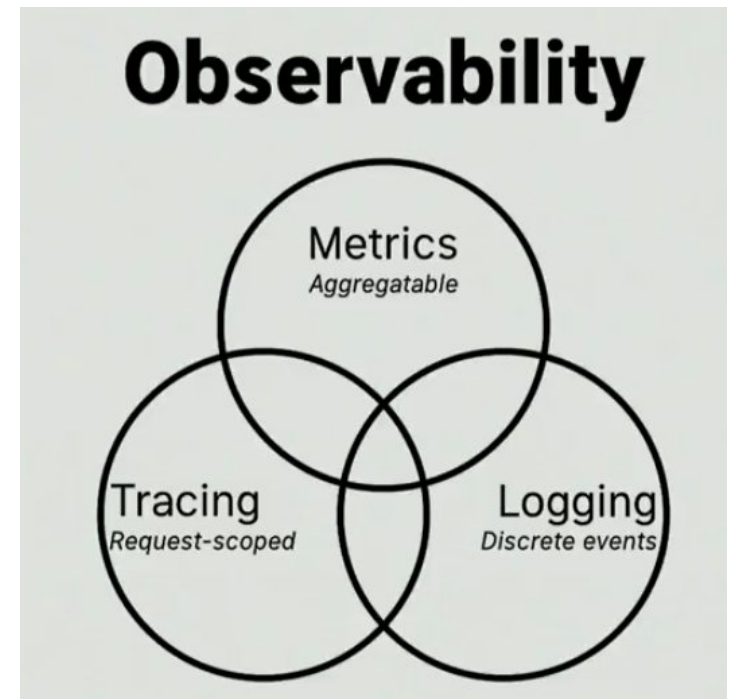 Observability
Metrics
Aggregatable
Tracing
Request-scoped
Logging
Discrete events